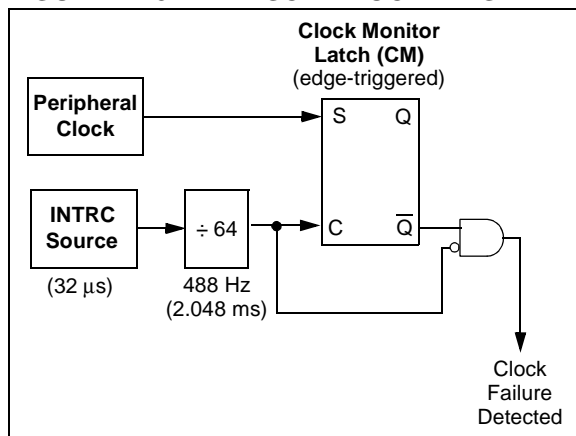 Clock Monitor
Latch (CM)
(edge-triggered)
Peripheral
Clock
S Q
INTRC
Source
÷ 64
C Q̅
(32 μs)
488 Hz
(2.048 ms)
Clock
Failure
Detected